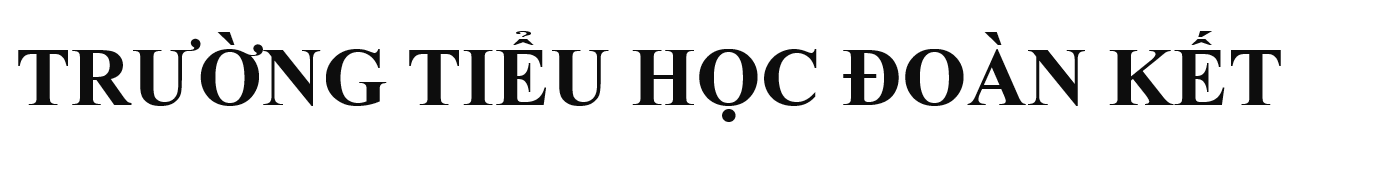 TRƯỜNG TIỂU HỌC ĐOÀN KẾT